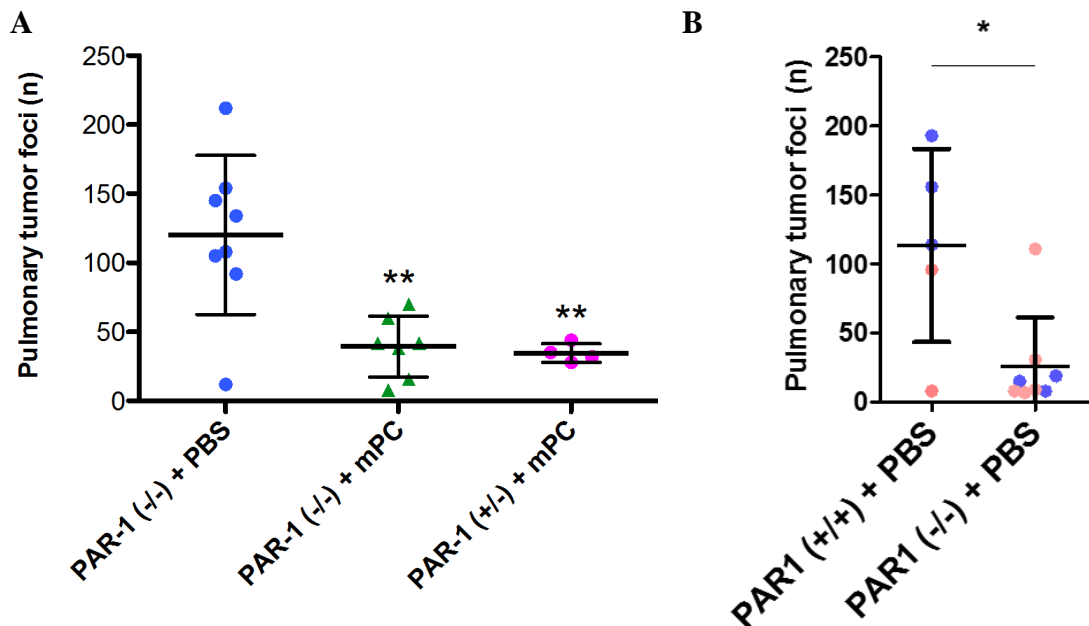 A
Pulmonary tumor foci (n)
250
200
150
100
50
0
**
**
PAR-1 (-/-) + PBS
PAR-1 (-/-) + mPC
PAR-1 (+/-) + mPC
B
Pulmonary tumor foci (n)
250
200
150
100
50
0
*
PAR1 (+/+) + PBS
PAR1 (-/-) + PBS